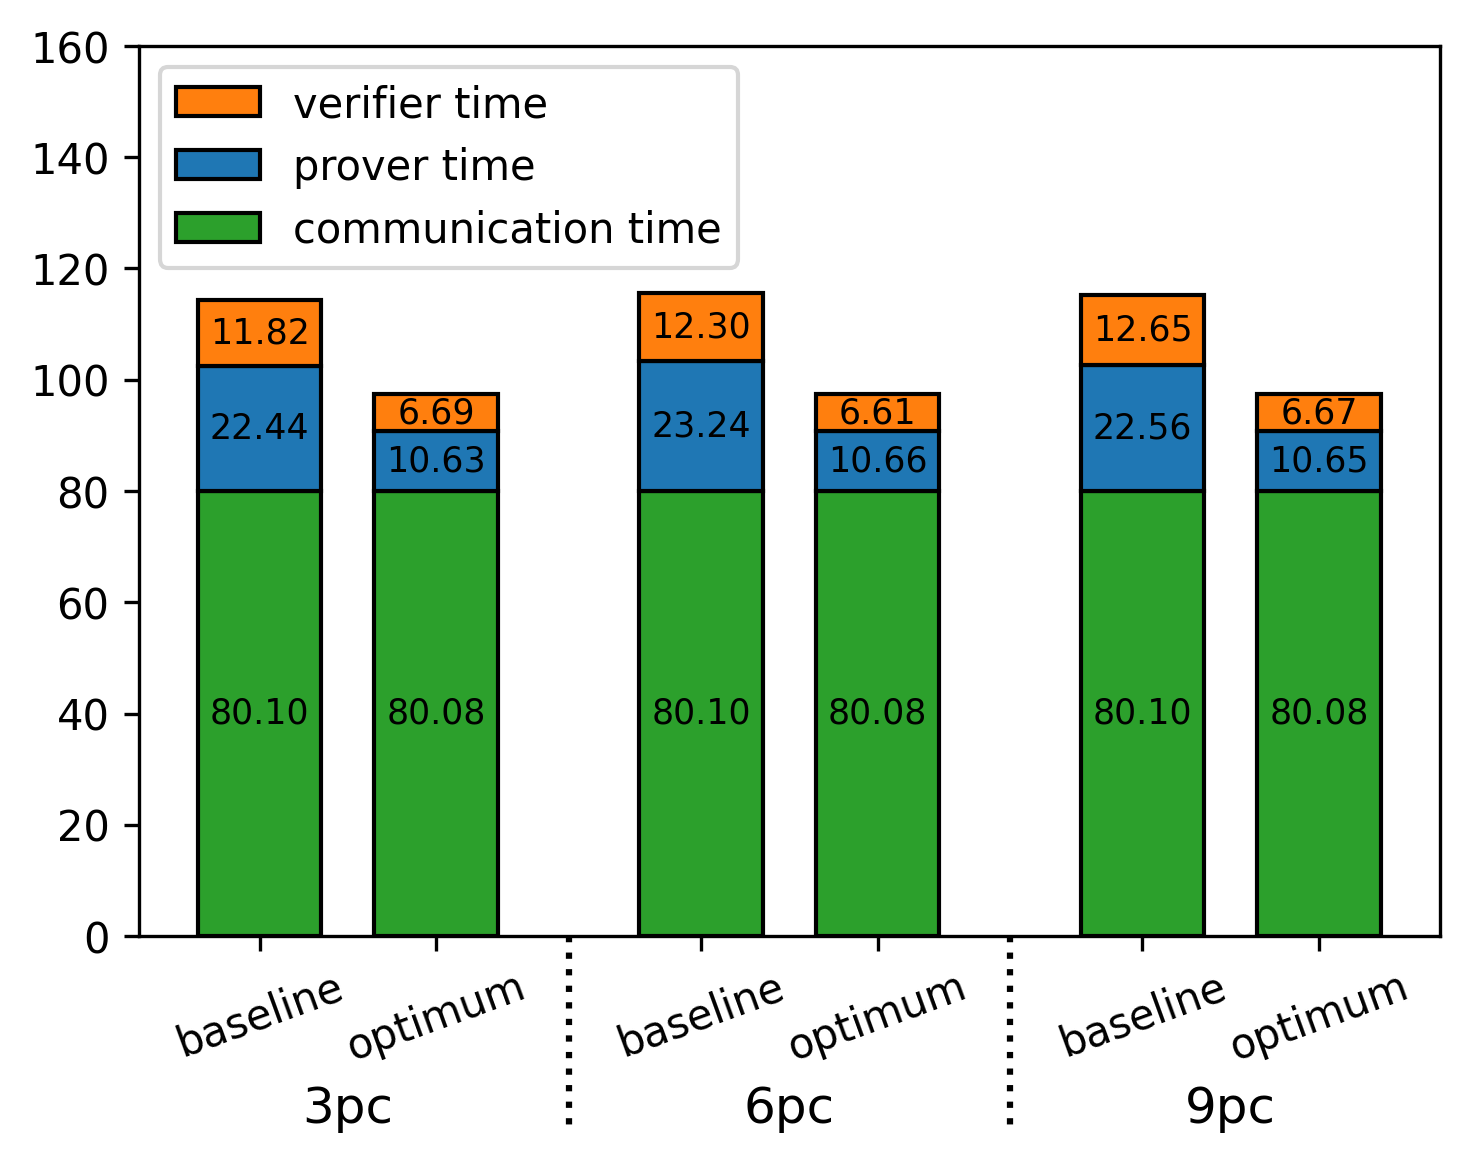 160
140
120
100
80
60
40
20
0
verifier time
prover time
communication time
11.82
22.44
80.10
6.69
10.63
80.08
12.30
23.24
80.10
6.61
10.66
80.08
12.65
22.56
80.10
6.67
10.65
80.08
baseline
optimum
baseline
optimum
baseline
optimum
3pc
6pc
9pc